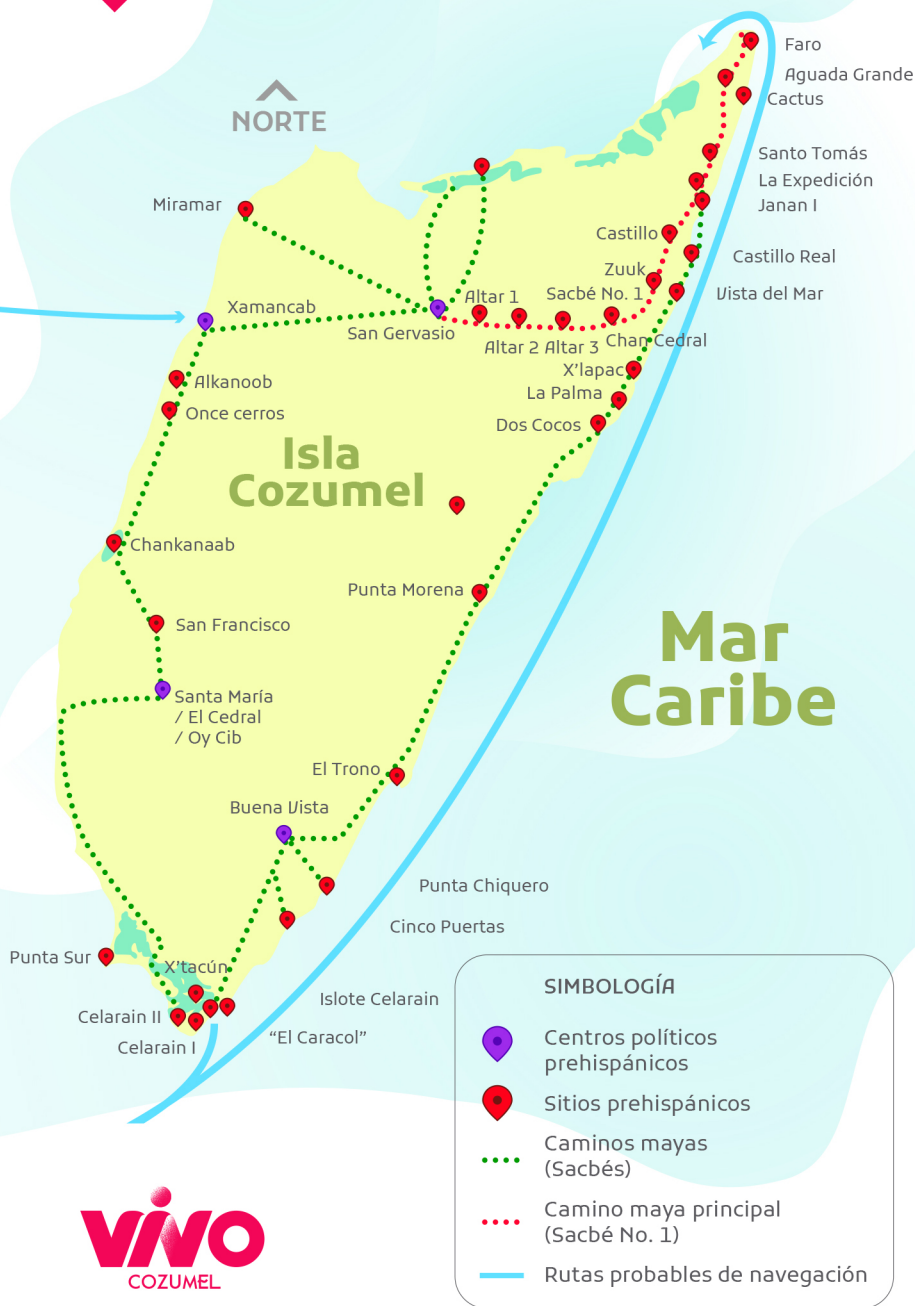 Faro
Aguada Grande
Cactus
NORTE
Santo Tomás
La Expedición
Janan I
Miramar
Castillo
Castillo Real
Zuuk
Vista del Mar
Sacbé No. 1
Altar 1
Xamancab
San Gervasio
Altar 2
Altar 3
Chan Cedral
X'lapac
Alkanoob
La Palma
Once cerros
Dos Cocos
Isla
Cozumel
Chankanaab
Punta Morena
San Francisco
Mar
Caribe
Santa María
/ El Cedral
/ Oy Cib
El Trono
Buena Vista
Punta Chiquero
Cinco Puertas
Punta Sur
X'tacún
Islote Celarain
Celarain II
"El Caracol"
Celarain I
SIMBOLOGÍA
Centros políticos
prehispánicos
Sitios prehispánicos
Caminos mayas
(Sacbés)
Camino maya principal
(Sacbé No. 1)
Rutas probables de navegación
VIVO
COZUMEL